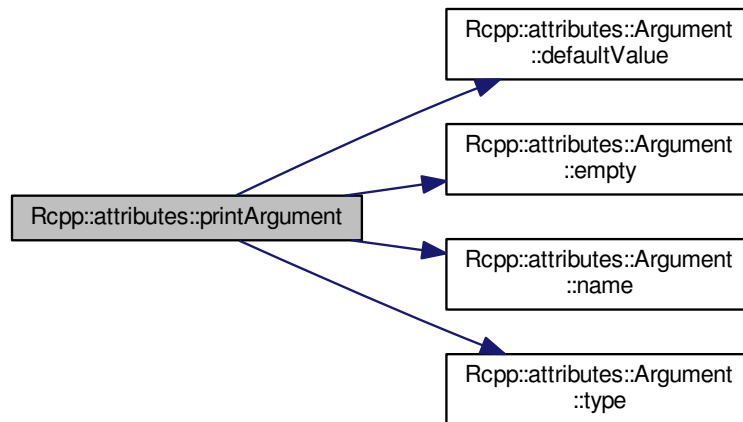 Rcpp::attributes::Argument
::defaultValue
Rcpp::attributes::Argument
::empty
Rcpp::attributes::printArgument
Rcpp::attributes::Argument
::name
Rcpp::attributes::Argument
::type